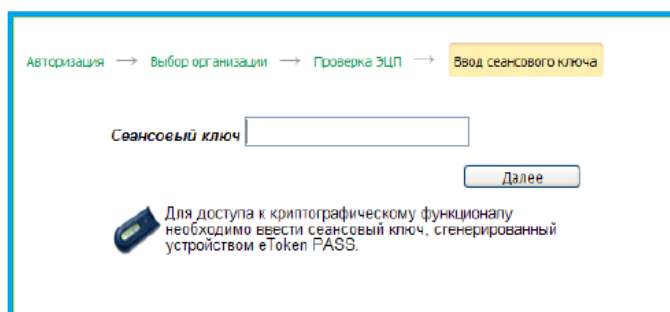 Авторизация → Выбор организации → Проверка ЭЦП → Ввод сеансового ключа
Сеансовый ключ
Далее
Для доступа к криптографическому функционалу
необходимо ввести сеансовый ключ, сгенерированный
устройством eToken PASS.